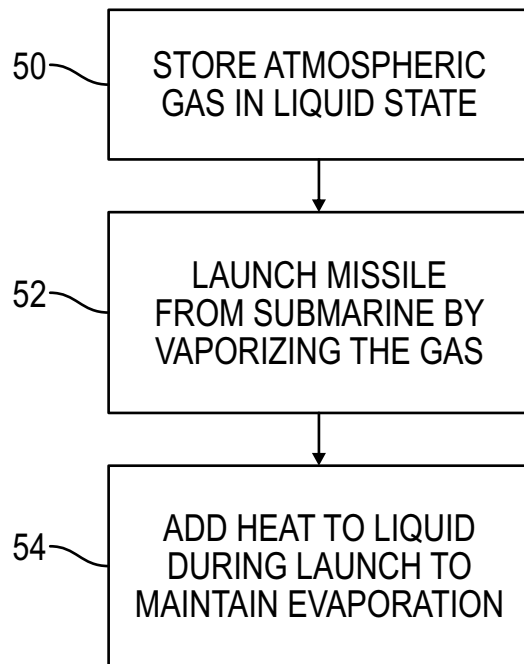 50
STORE ATMOSPHERIC
GAS IN LIQUID STATE
52
LAUNCH MISSILE
FROM SUBMARINE BY
VAPORIZING THE GAS
54
ADD HEAT TO LIQUID
DURING LAUNCH TO
MAINTAIN EVAPORATION